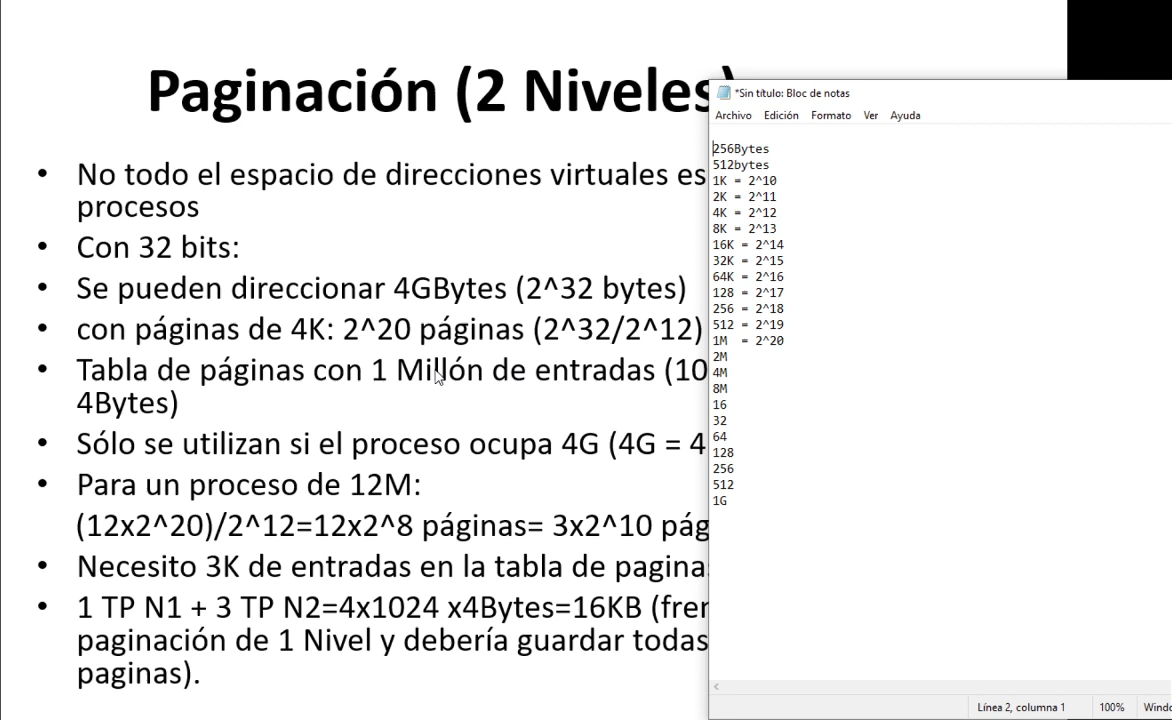 Paginación (2 Niveles)
No todo el espacio de direcciones virtuales es
procesos
Con 32 bits:
Se pueden direccionar 4GBytes (2^32 bytes)
con páginas de 4K: 2^20 páginas (2^32/2^12)
Tabla de páginas con 1 Millón de entradas (10
4Bytes)
Sólo se utilizan si el proceso ocupa 4G (4G = 4
Para un proceso de 12M:
(12x2^20)/2^12=12x2^8 páginas= 3x2^10 pág
Necesito 3K de entradas en la tabla de pagina
1 TP N1 + 3 TP N2=4x1024 x4Bytes=16KB (fren
paginación de 1 Nivel y debería guardar todas
paginas).
*Sin título: Bloc de notas
Archivo Edición Formato Ver Ayuda
256Bytes
512bytes
1K = 2^10
2K = 2^11
4K = 2^12
8K = 2^13
16K = 2^14
32K = 2^15
64K = 2^16
128 = 2^17
256 = 2^18
512 = 2^19
1M = 2^20
2M
4M
8M
16
32
64
128
256
512
1G
Línea 2, columna 1 100% Windo